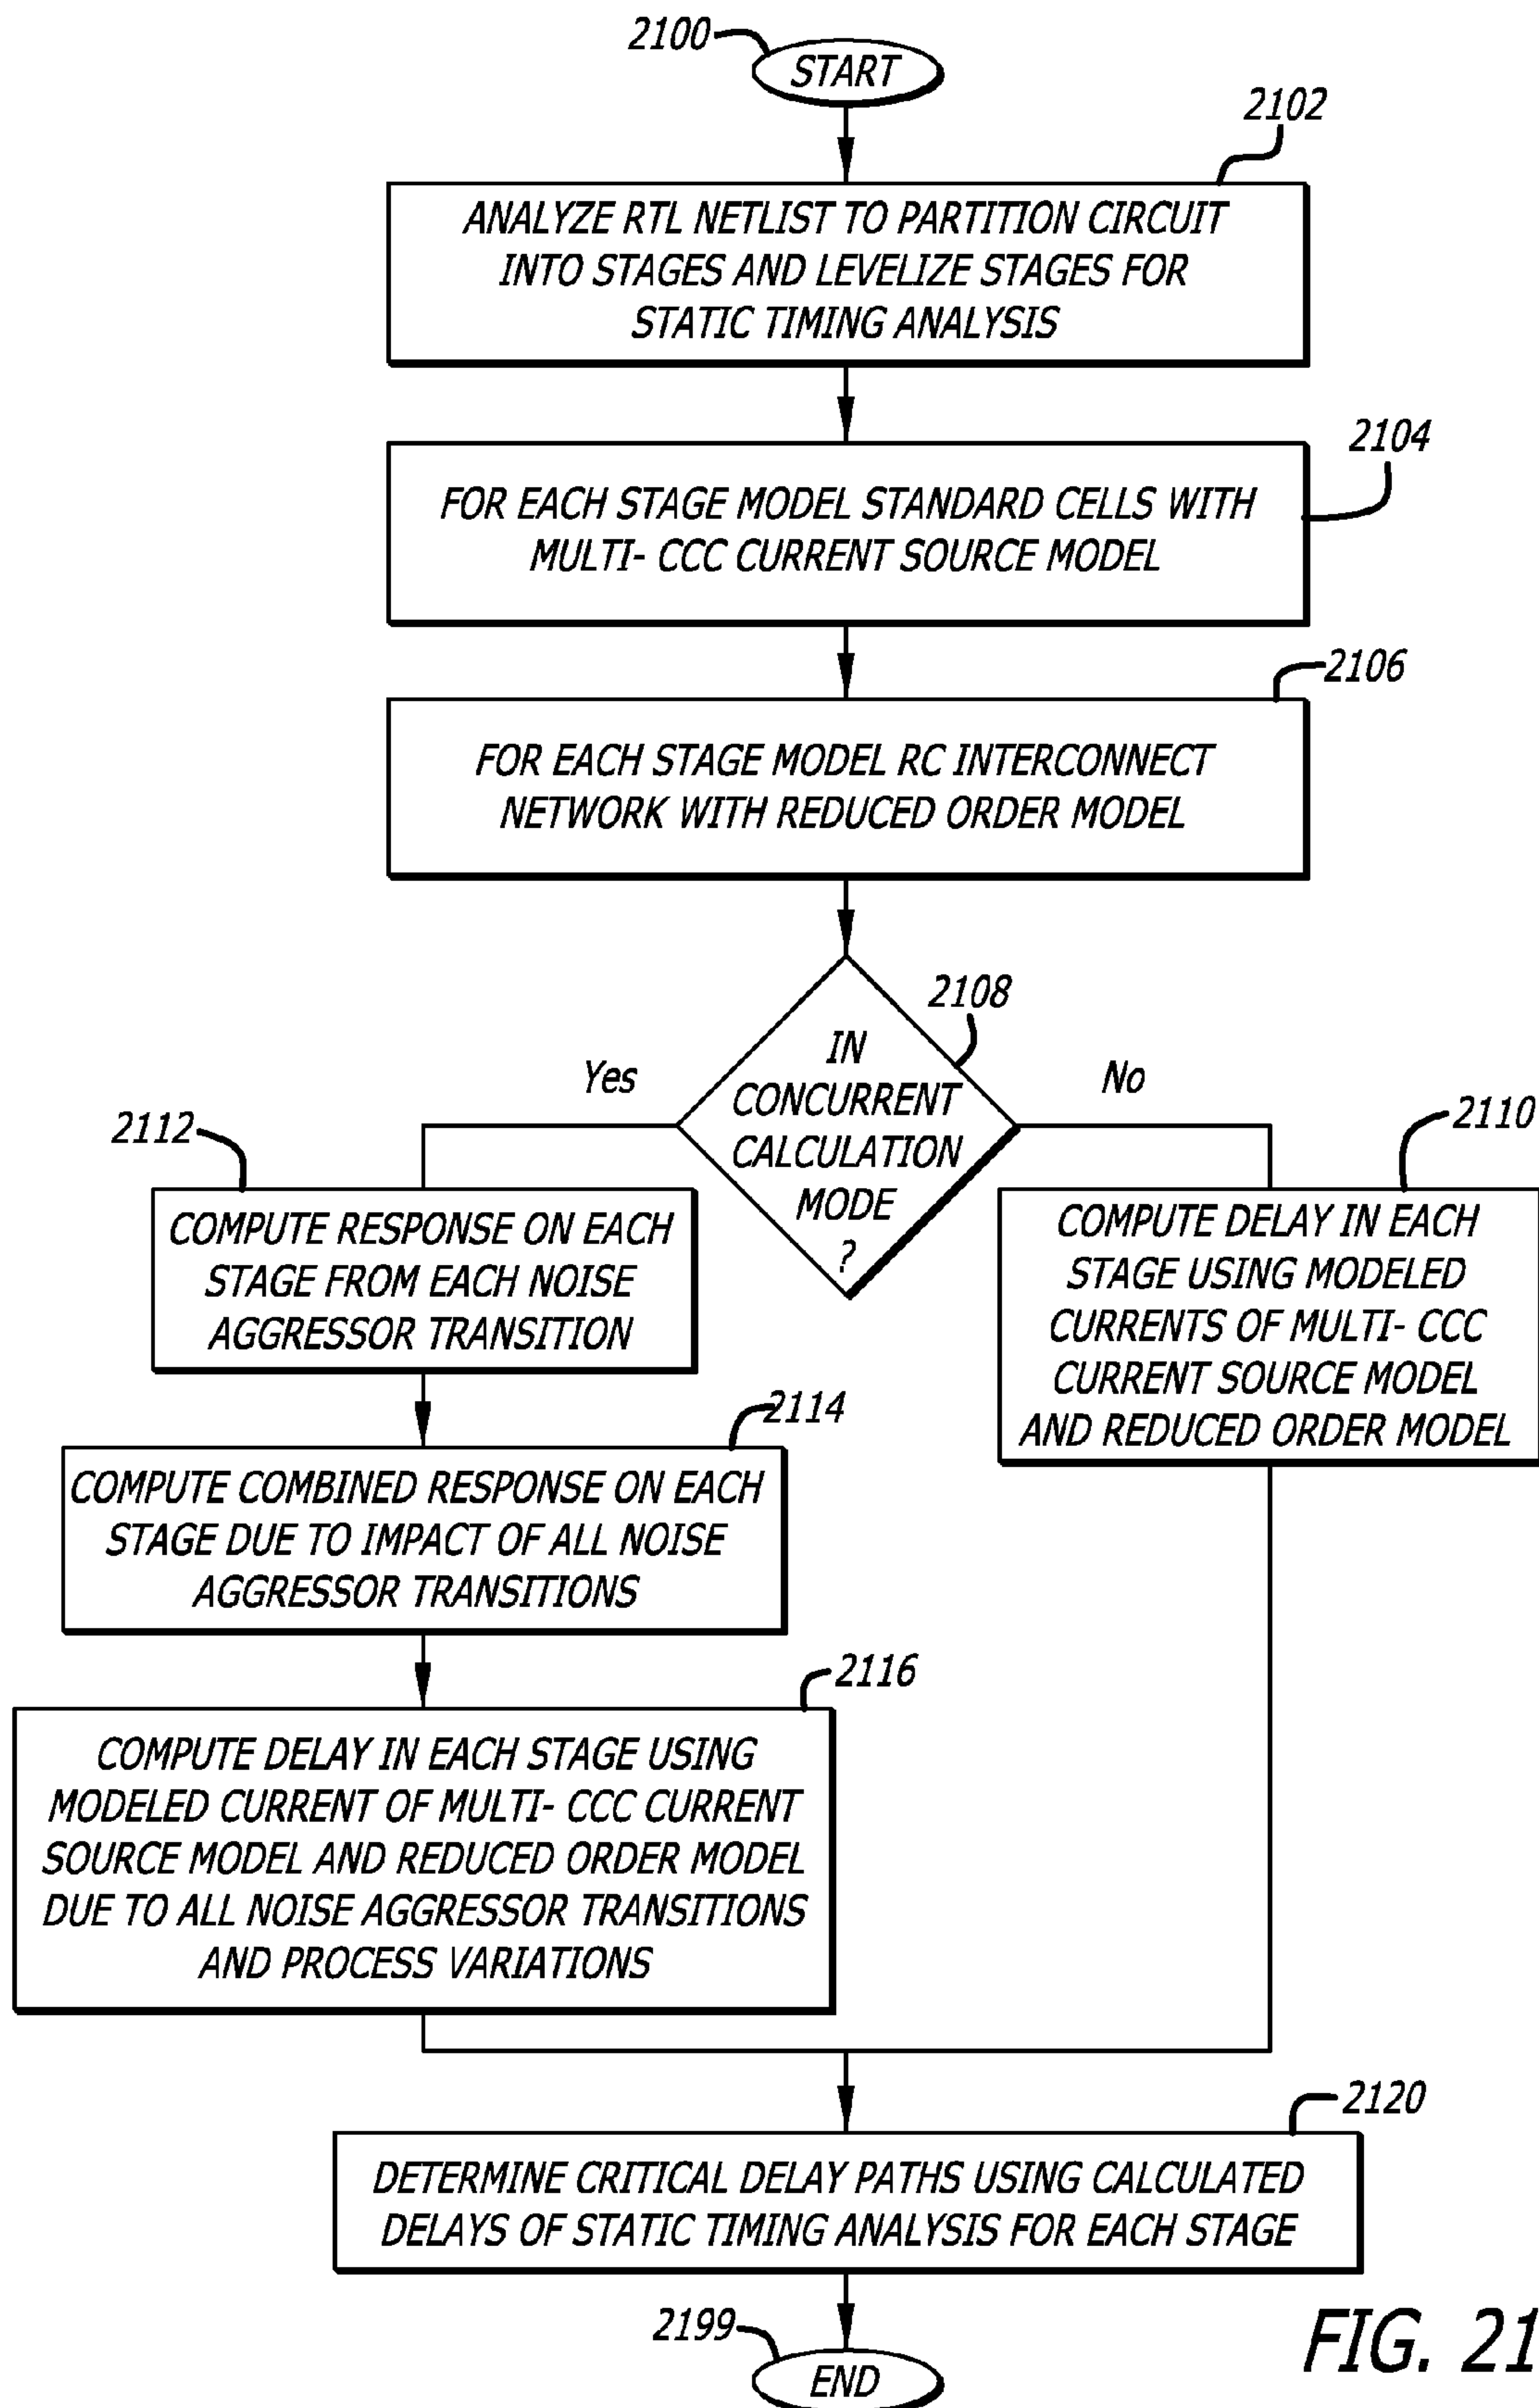 2100
START
2102
ANALYZE RTL NETLIST TO PARTITION CIRCUIT
INTO STAGES AND LEVELIZE STAGES FOR
STATIC TIMING ANALYSIS
2104
FOR EACH STAGE MODEL STANDARD CELLS WITH
MULTI- CCC CURRENT SOURCE MODEL
2106
FOR EACH STAGE MODEL RC INTERCONNECT
NETWORK WITH REDUCED ORDER MODEL
2108
IN
CONCURRENT
CALCULATION
MODE
?
Yes
No
2112
COMPUTE RESPONSE ON EACH
STAGE FROM EACH NOISE
AGGRESSOR TRANSITION
2110
COMPUTE DELAY IN EACH
STAGE USING MODELED
CURRENTS OF MULTI- CCC
CURRENT SOURCE MODEL
AND REDUCED ORDER MODEL
2114
COMPUTE COMBINED RESPONSE ON EACH
STAGE DUE TO IMPACT OF ALL NOISE
AGGRESSOR TRANSITIONS
2116
COMPUTE DELAY IN EACH STAGE USING
MODELED CURRENT OF MULTI- CCC CURRENT
SOURCE MODEL AND REDUCED ORDER MODEL
DUE TO ALL NOISE AGGRESSOR TRANSITIONS
AND PROCESS VARIATIONS
2120
DETERMINE CRITICAL DELAY PATHS USING CALCULATED
DELAYS OF STATIC TIMING ANALYSIS FOR EACH STAGE
2199
END
FIG. 21